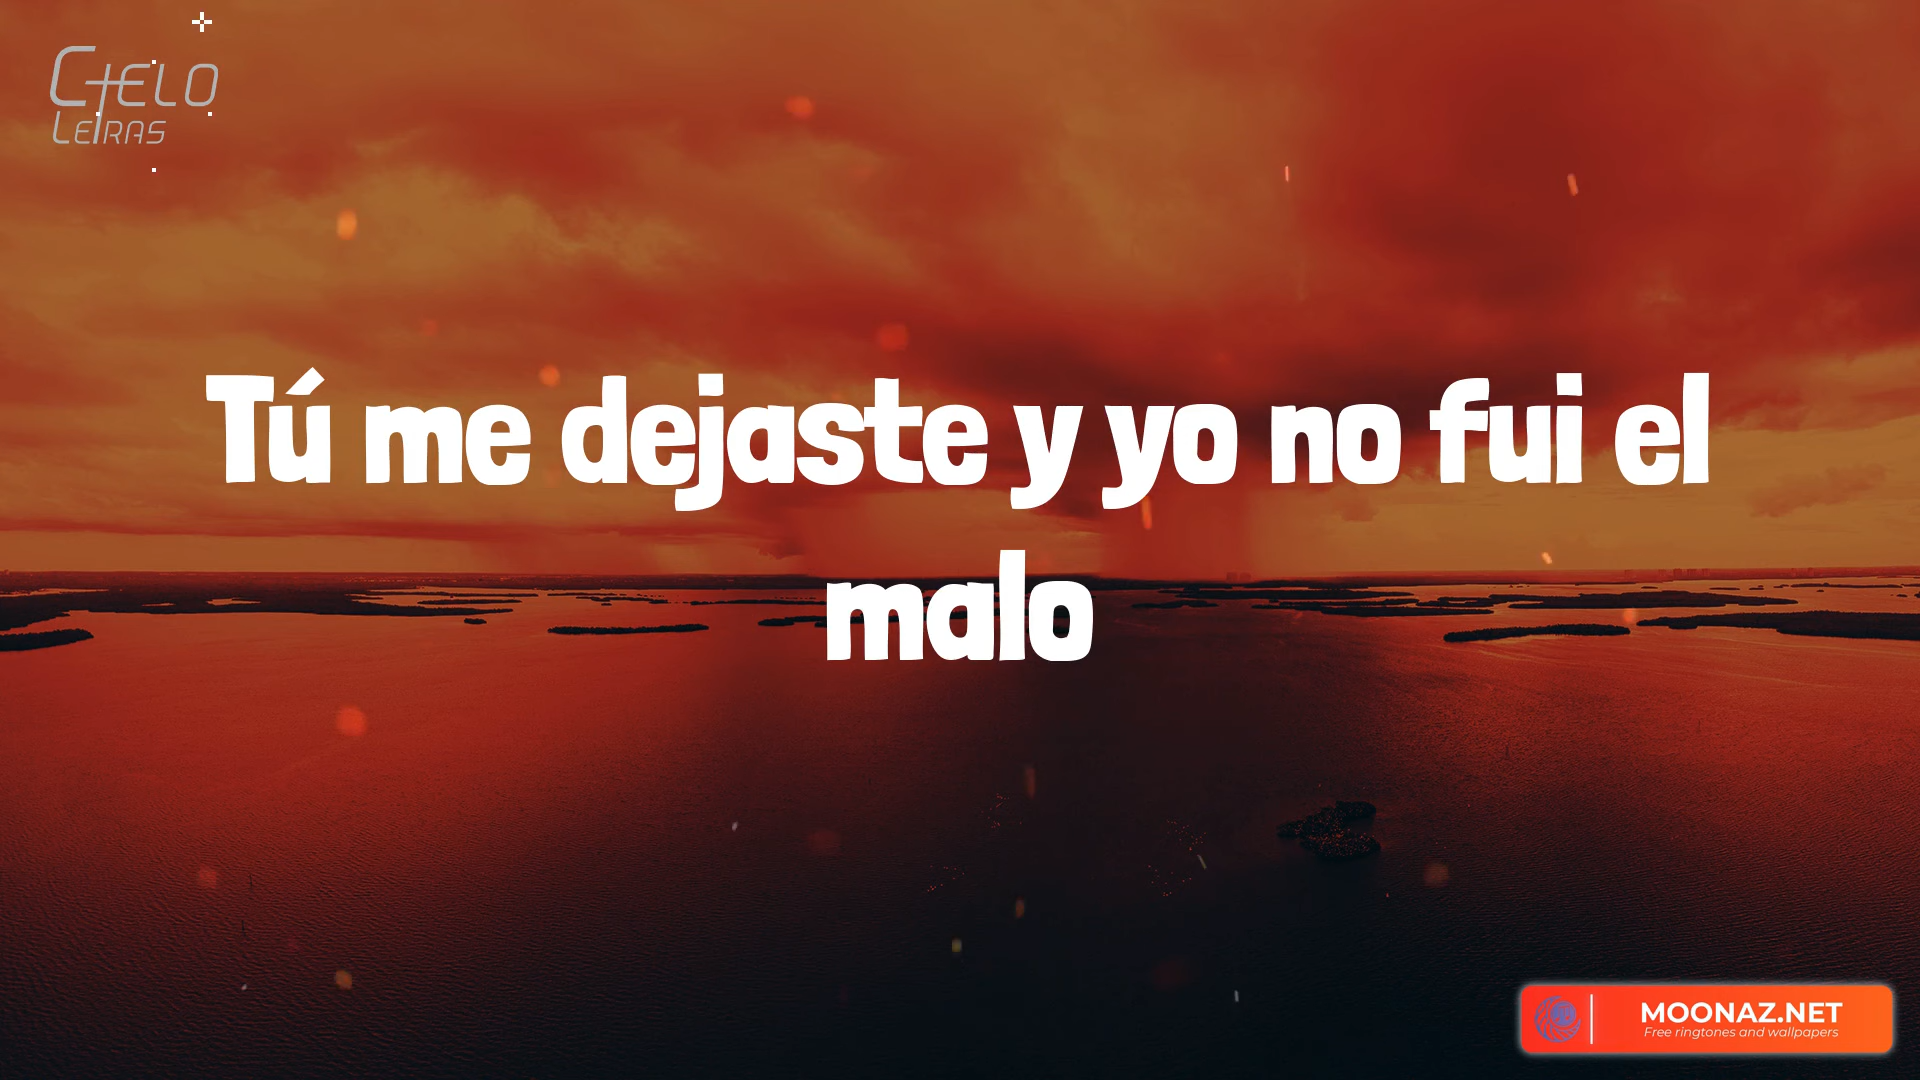 CIELO
LETRAS
Tú me dejaste y yo no fui el
malo
MOONAZ.NET
Free ringtones and wallpapers